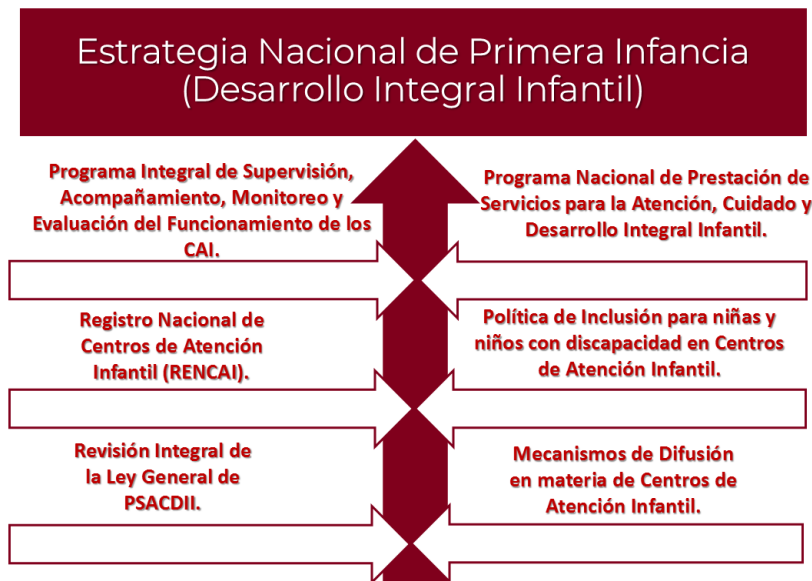 Estrategia Nacional de Primera Infancia
(Desarrollo Integral Infantil)
Programa Integral de Supervisión,
Acompañamiento, Monitoreo y
Evaluación del Funcionamiento de los
CAI.
Programa Nacional de Prestación de
Servicios para la Atención, Cuidado y
Desarrollo Integral Infantil.
Registro Nacional de
Centros de Atención
Infantil (RENCAI).
Política de Inclusión para niñas y
niños con discapacidad en Centros
de Atención Infantil.
Revisión Integral de
la Ley General de
PSACDII.
Mecanismos de Difusión
en materia de Centros de
Atención Infantil.